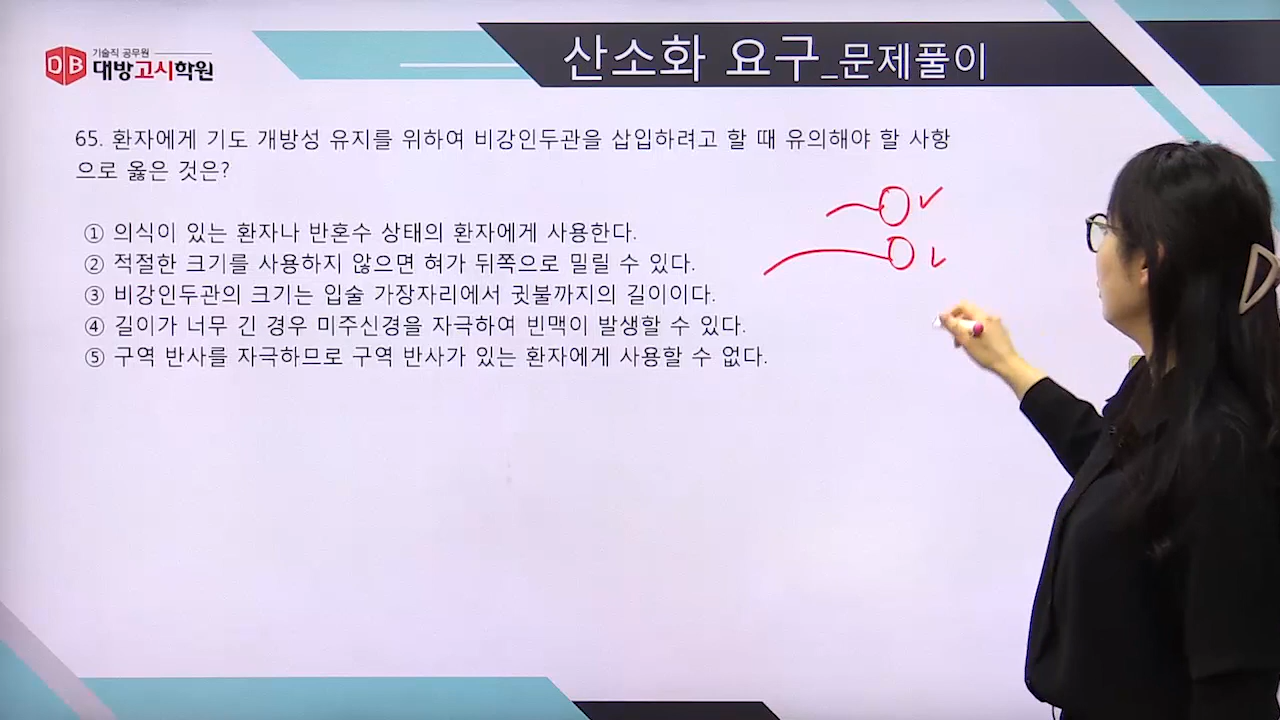 기술직 공무원
DB 대방고시학원
산소화 요구_문제풀이
65. 환자에게 기도 개방성 유지를 위하여 비강인두관을 삽입하려고 할 때 유의해야 할 사항
으로 옳은 것은?
① 의식이 있는 환자나 반혼수 상태의 환자에게 사용한다.
② 적절한 크기를 사용하지 않으면 혀가 뒤쪽으로 밀릴 수 있다.
③ 비강인두관의 크기는 입술 가장자리에서 귓불까지의 길이이다.
④ 길이가 너무 긴 경우 미주신경을 자극하여 빈맥이 발생할 수 있다.
⑤ 구역 반사를 자극하므로 구역 반사가 있는 환자에게 사용할 수 없다.